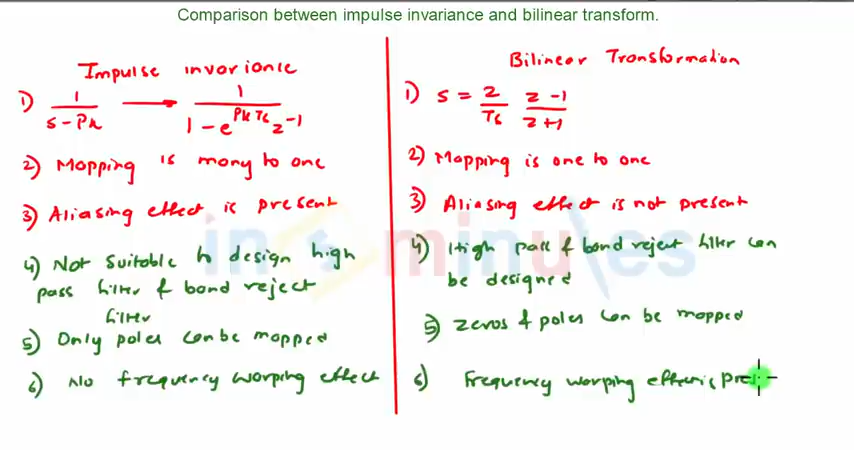 Comparison between impulse invariance and bilinear transform.
Impulse invarionce
1) 1/(s-Pk) → 1/(1-e^(PkTs) z^-1)
2) Mapping is many to one
3) Aliasing effect is present
4) Not suitable to design high
pass filter & band reject
filter
5) Only poles can be mapped
6) No frequency warping effect
Bilinear Transformation
1) s = 2/Ts z-1/z+1
2) Mapping is one to one
3) Aliasing effect is not present
4) High pass & band reject filter can
be designed
5) Zeros & poles can be mapped
6) Frequency warping effect is pres
in minutes